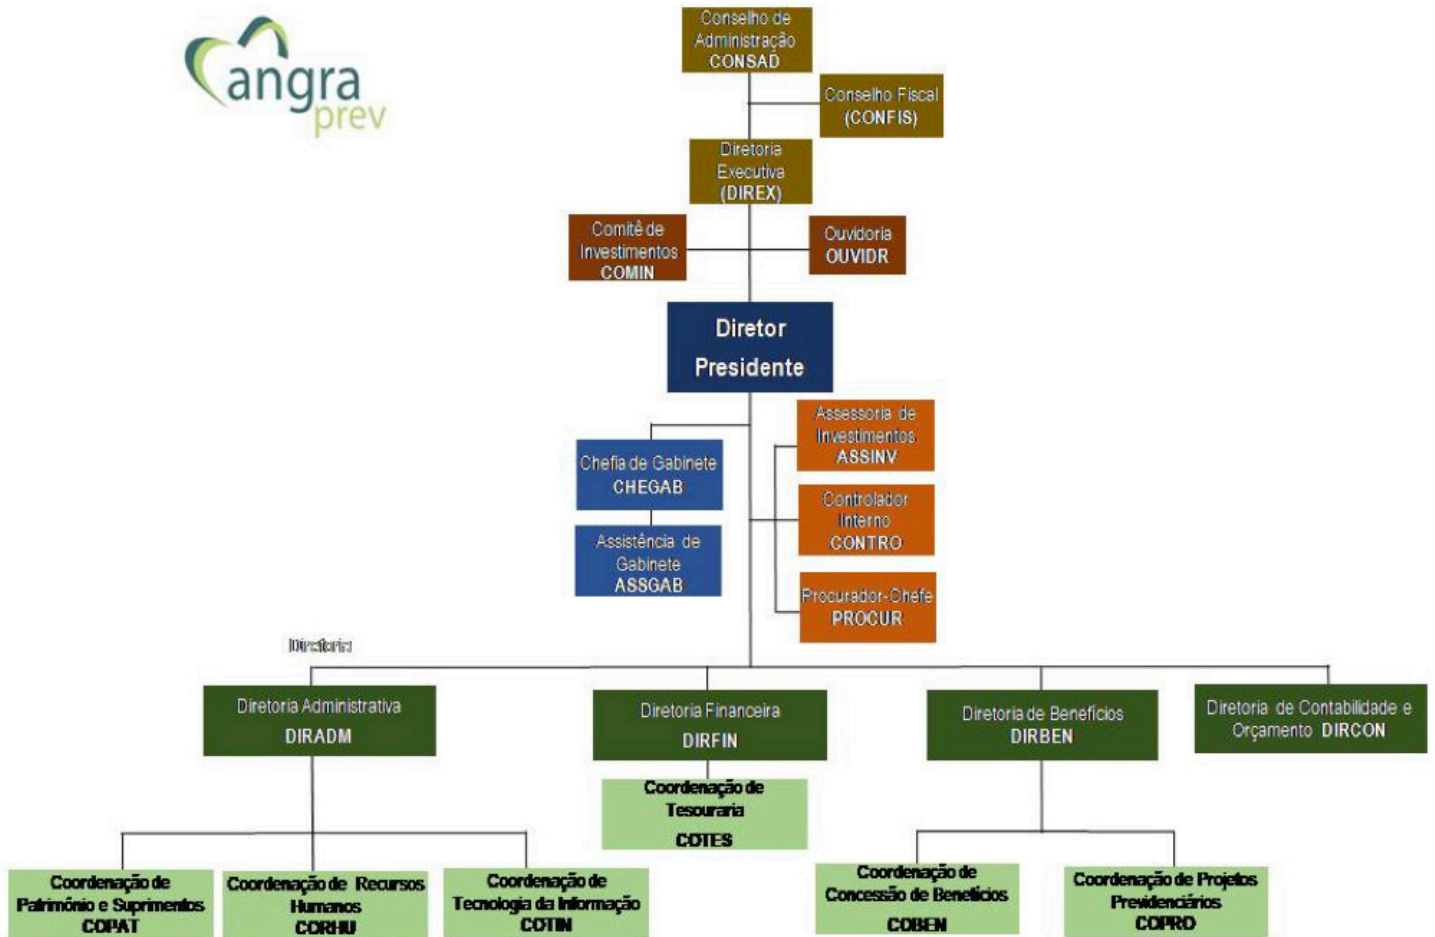 angra
prev
Conselho de
Administração
CONSAD
Conselho Fiscal
(CONFIS)
Diretoria
Executiva
(DIREX)
Comitê de
Investimentos
COMIN
Ouvidoria
OUVIDR
Diretor
Presidente
Chefia de Gabinete
CHEGAB
Assistência de
Gabinete
ASSGAB
Assessoria de
Investimentos
ASSINV
Controlador
Interno
CONTRO
Procurador-Chefe
PROCUR
Diretoria
Diretoria Administrativa
DIRADM
Diretoria Financeira
DIRFIN
Diretoria de Benefícios
DIRBEN
Diretoria de Contabilidade e
Orçamento DIRCON
Coordenação de
Tesouraria
COTES
Coordenação de
Patrimônio e Suprimentos
COPAT
Coordenação de Recursos
Humanos
CORHU
Coordenação de
Tecnologia da Informação
COTIN
Coordenação de
Concessão de Benefícios
COBEN
Coordenação de Projetos
Previdenciários
COPRO